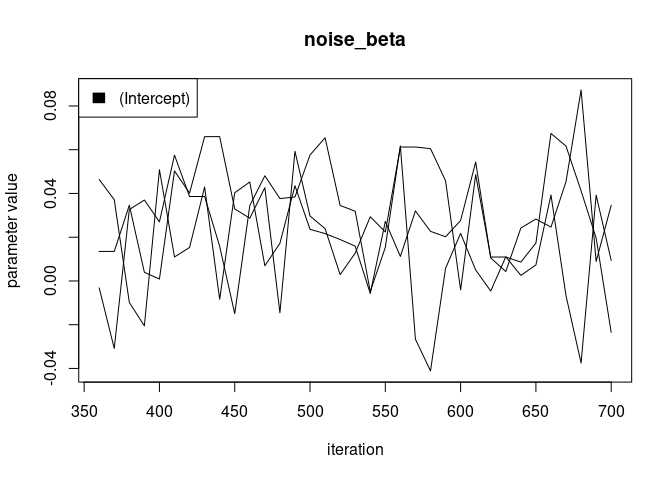 noise_beta
(Intercept)
parameter value
-0.04 0.00 0.04 0.08
350 400 450 500 550 600 650 700
iteration